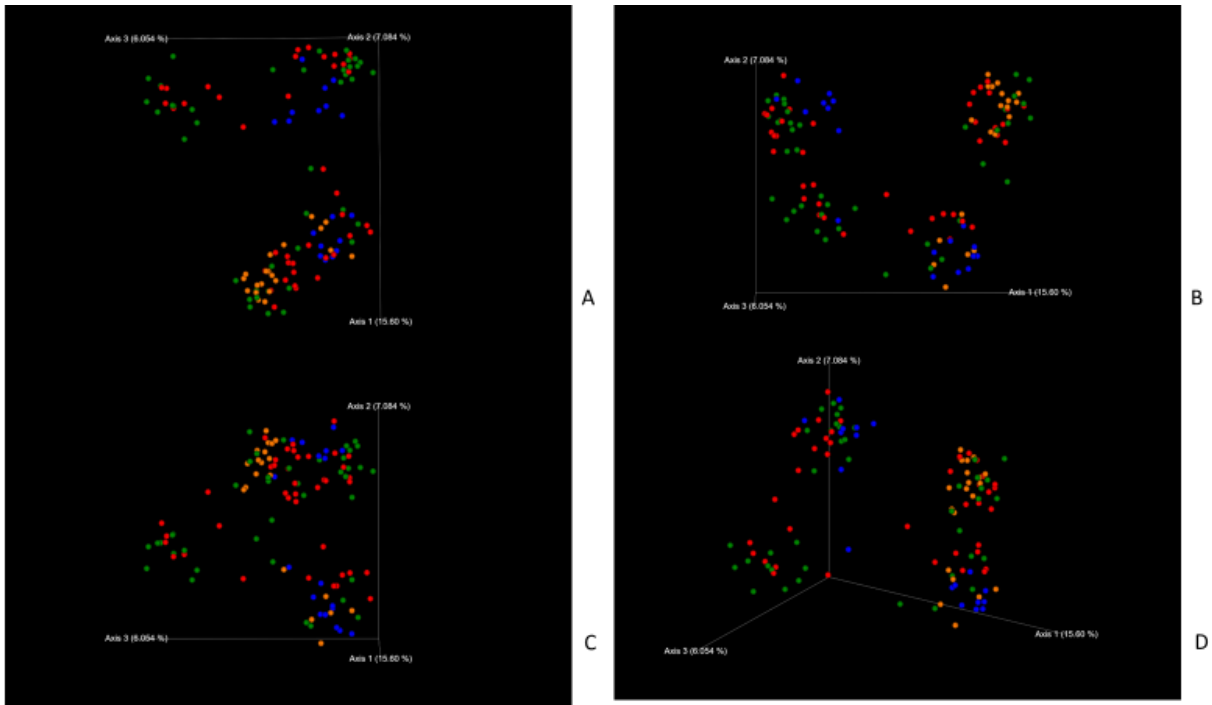 Axis 3 (6.054 %)
Axis 2 (7.084 %)
Axis 1 (15.60 %)
A
Axis 2 (7.084 %)
Axis 3 (6.054 %)
Axis 1 (15.60 %)
B
Axis 2 (7.084 %)
Axis 3 (6.054 %)
Axis 1 (15.60 %)
C
Axis 2 (7.084 %)
Axis 1 (15.60 %)
Axis 3 (6.054 %)
D